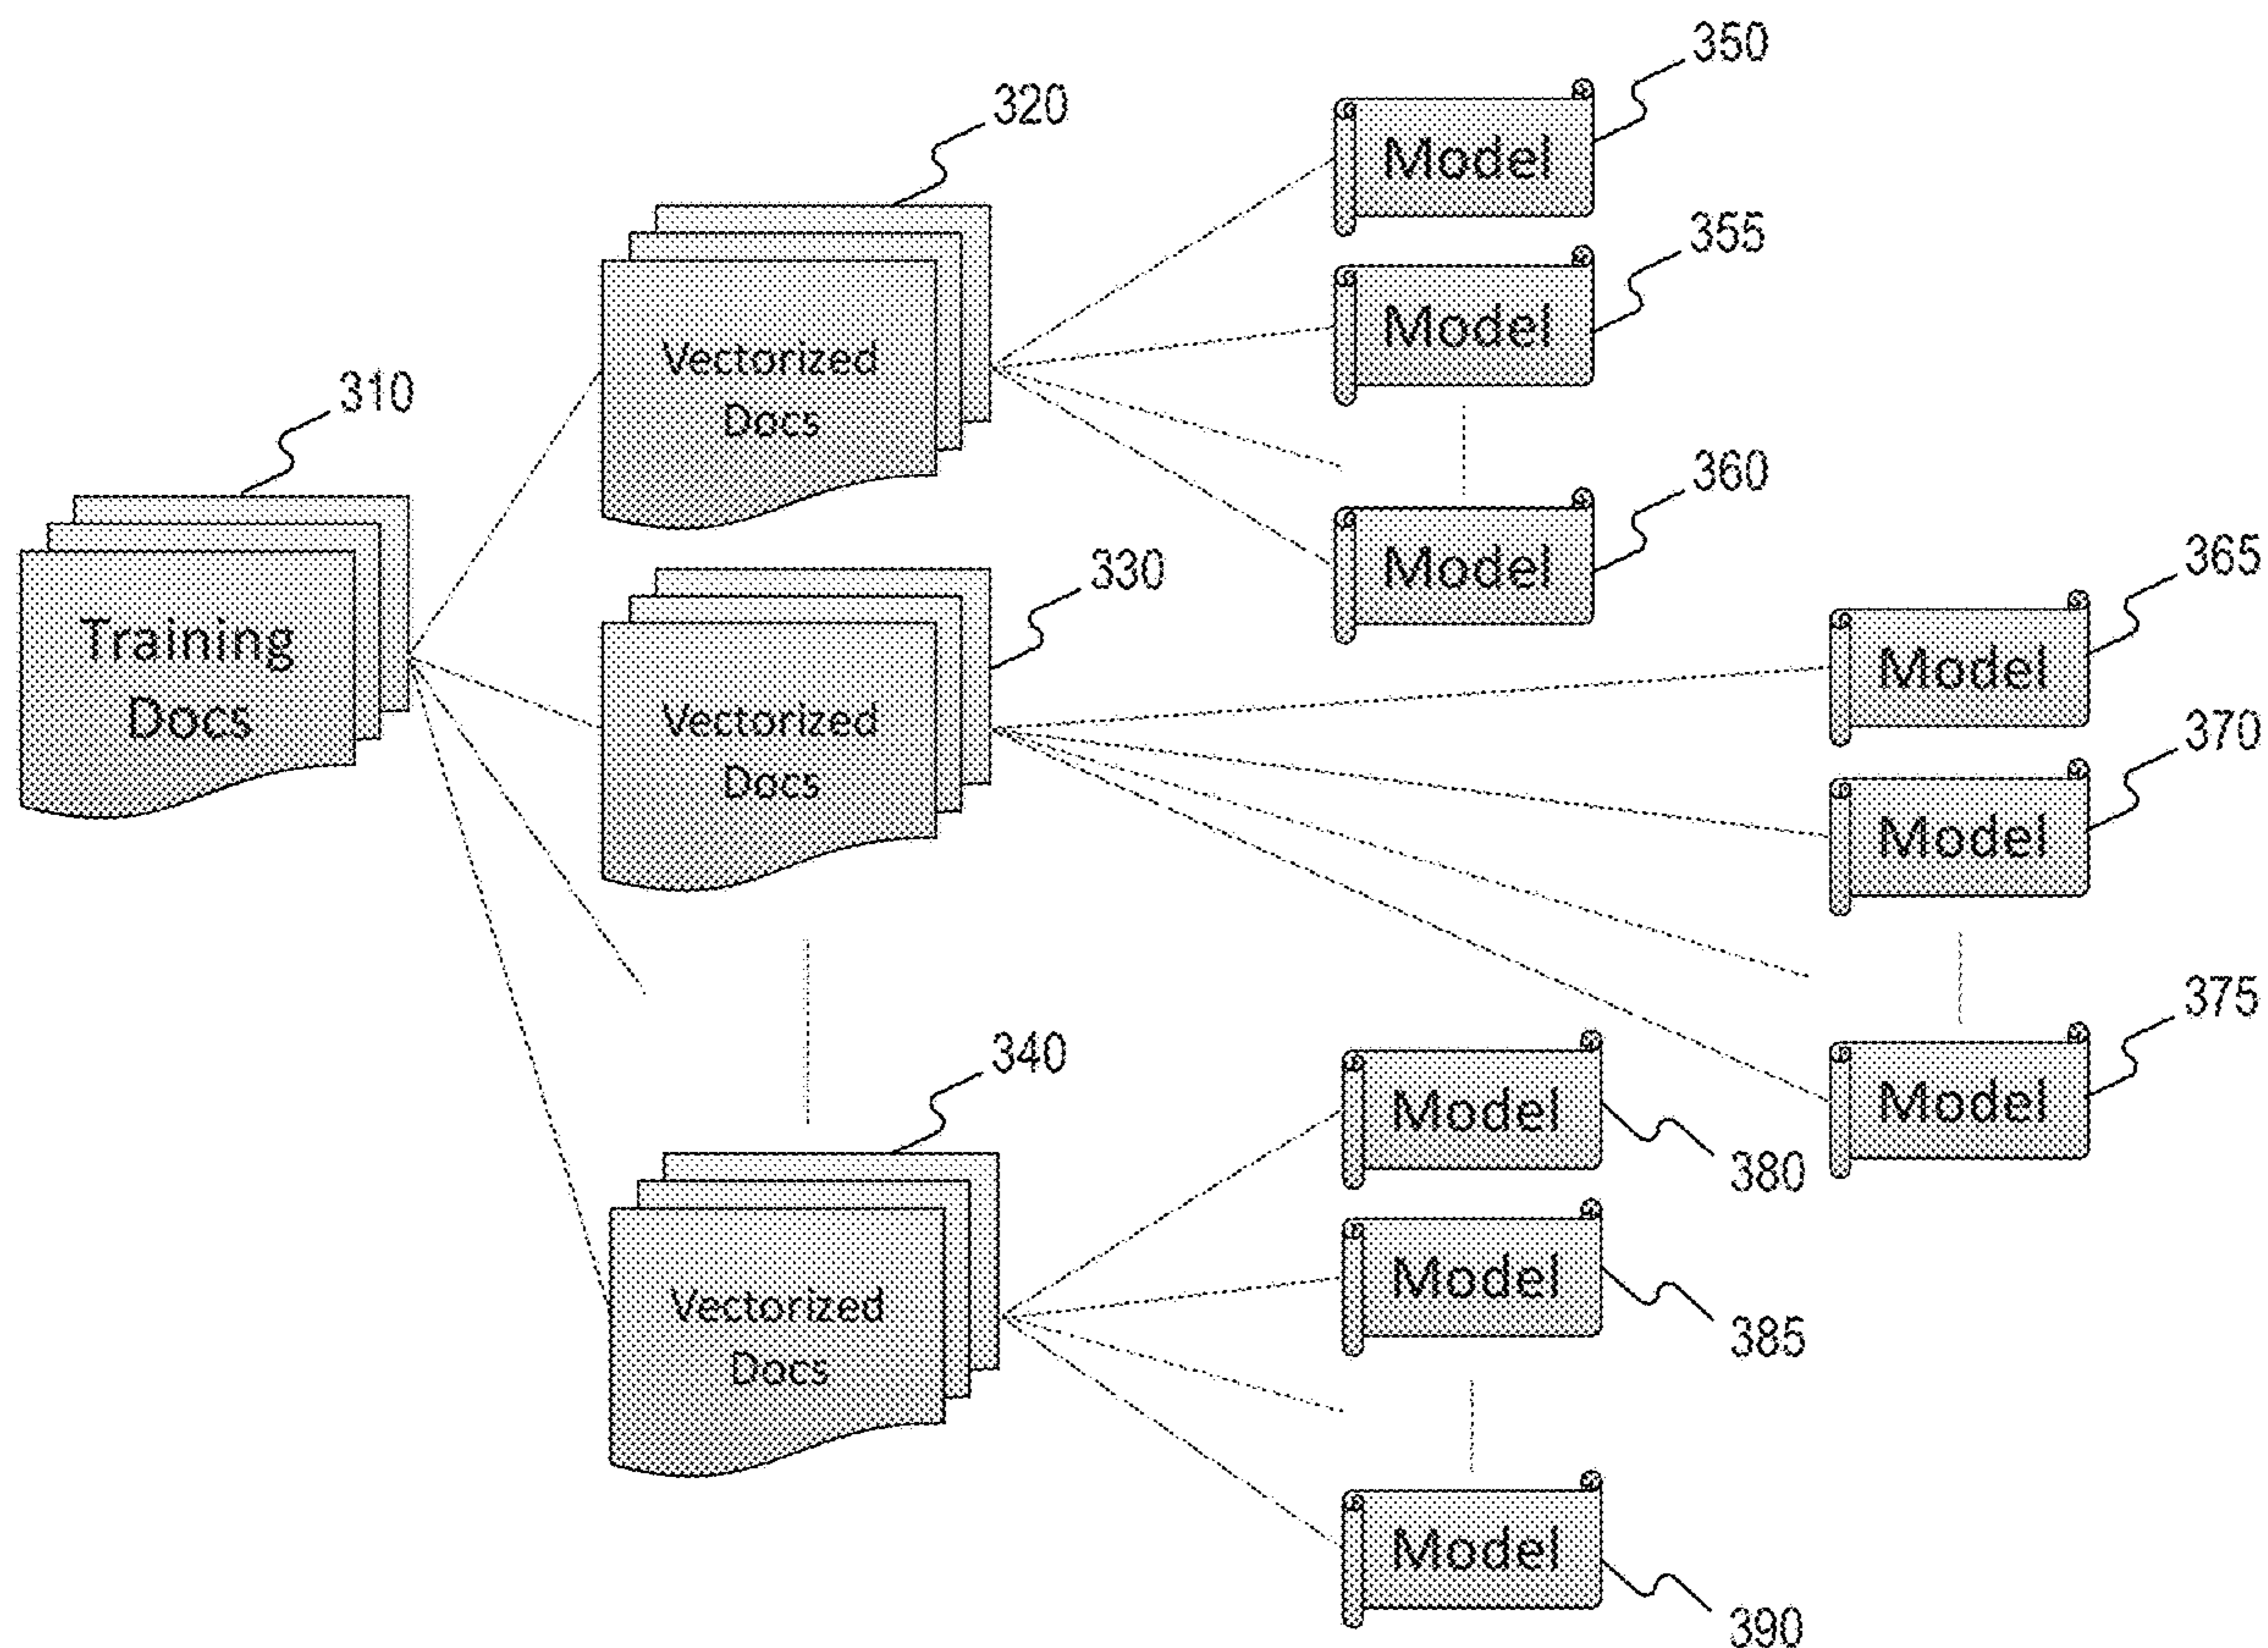 350
Model
320
355
Model
Vectorized
Docs
310
360
Model
Training
Docs
330
365
Model
Vectorized
Docs
370
Model
375
Model
340
380
Model
Vectorized
Docs
385
Model
390
Model